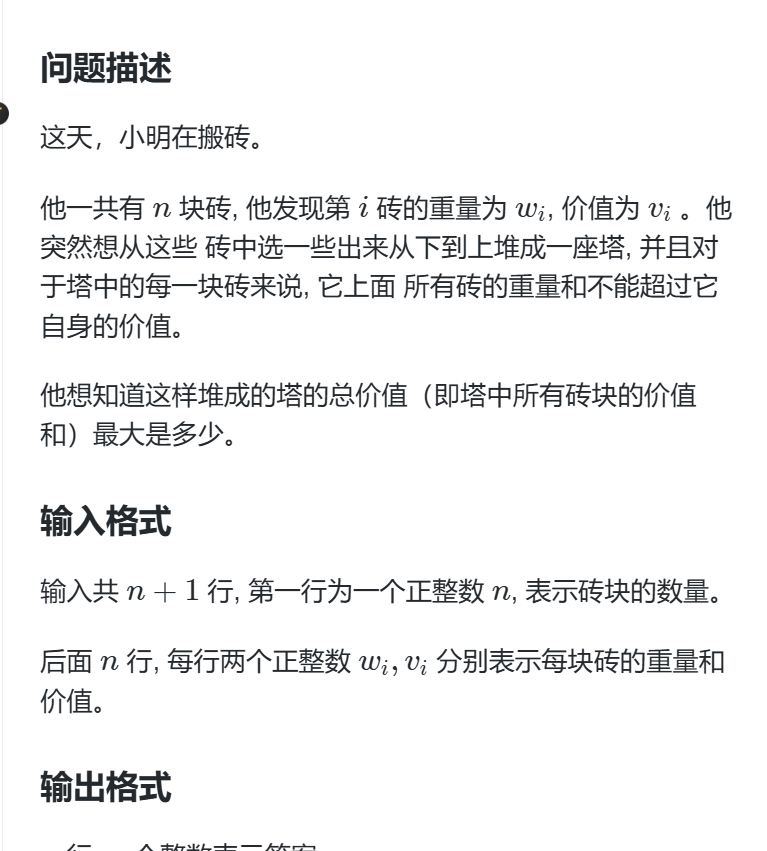 问题描述
这天，小明在搬砖。
他一共有 n 块砖, 他发现第 i 砖的重量为 wᵢ, 价值为 vᵢ 。他
突然想从这些 砖中选一些出来从下到上堆成一座塔, 并且对
于塔中的每一块砖来说, 它上面 所有砖的重量和不能超过它
自身的价值。
他想知道这样堆成的塔的总价值（即塔中所有砖块的价值
和）最大是多少。
输入格式
输入共 n + 1 行, 第一行为一个正整数 n, 表示砖块的数量。
后面 n 行, 每行两个正整数 wᵢ, vᵢ 分别表示每块砖的重量和
价值。
输出格式